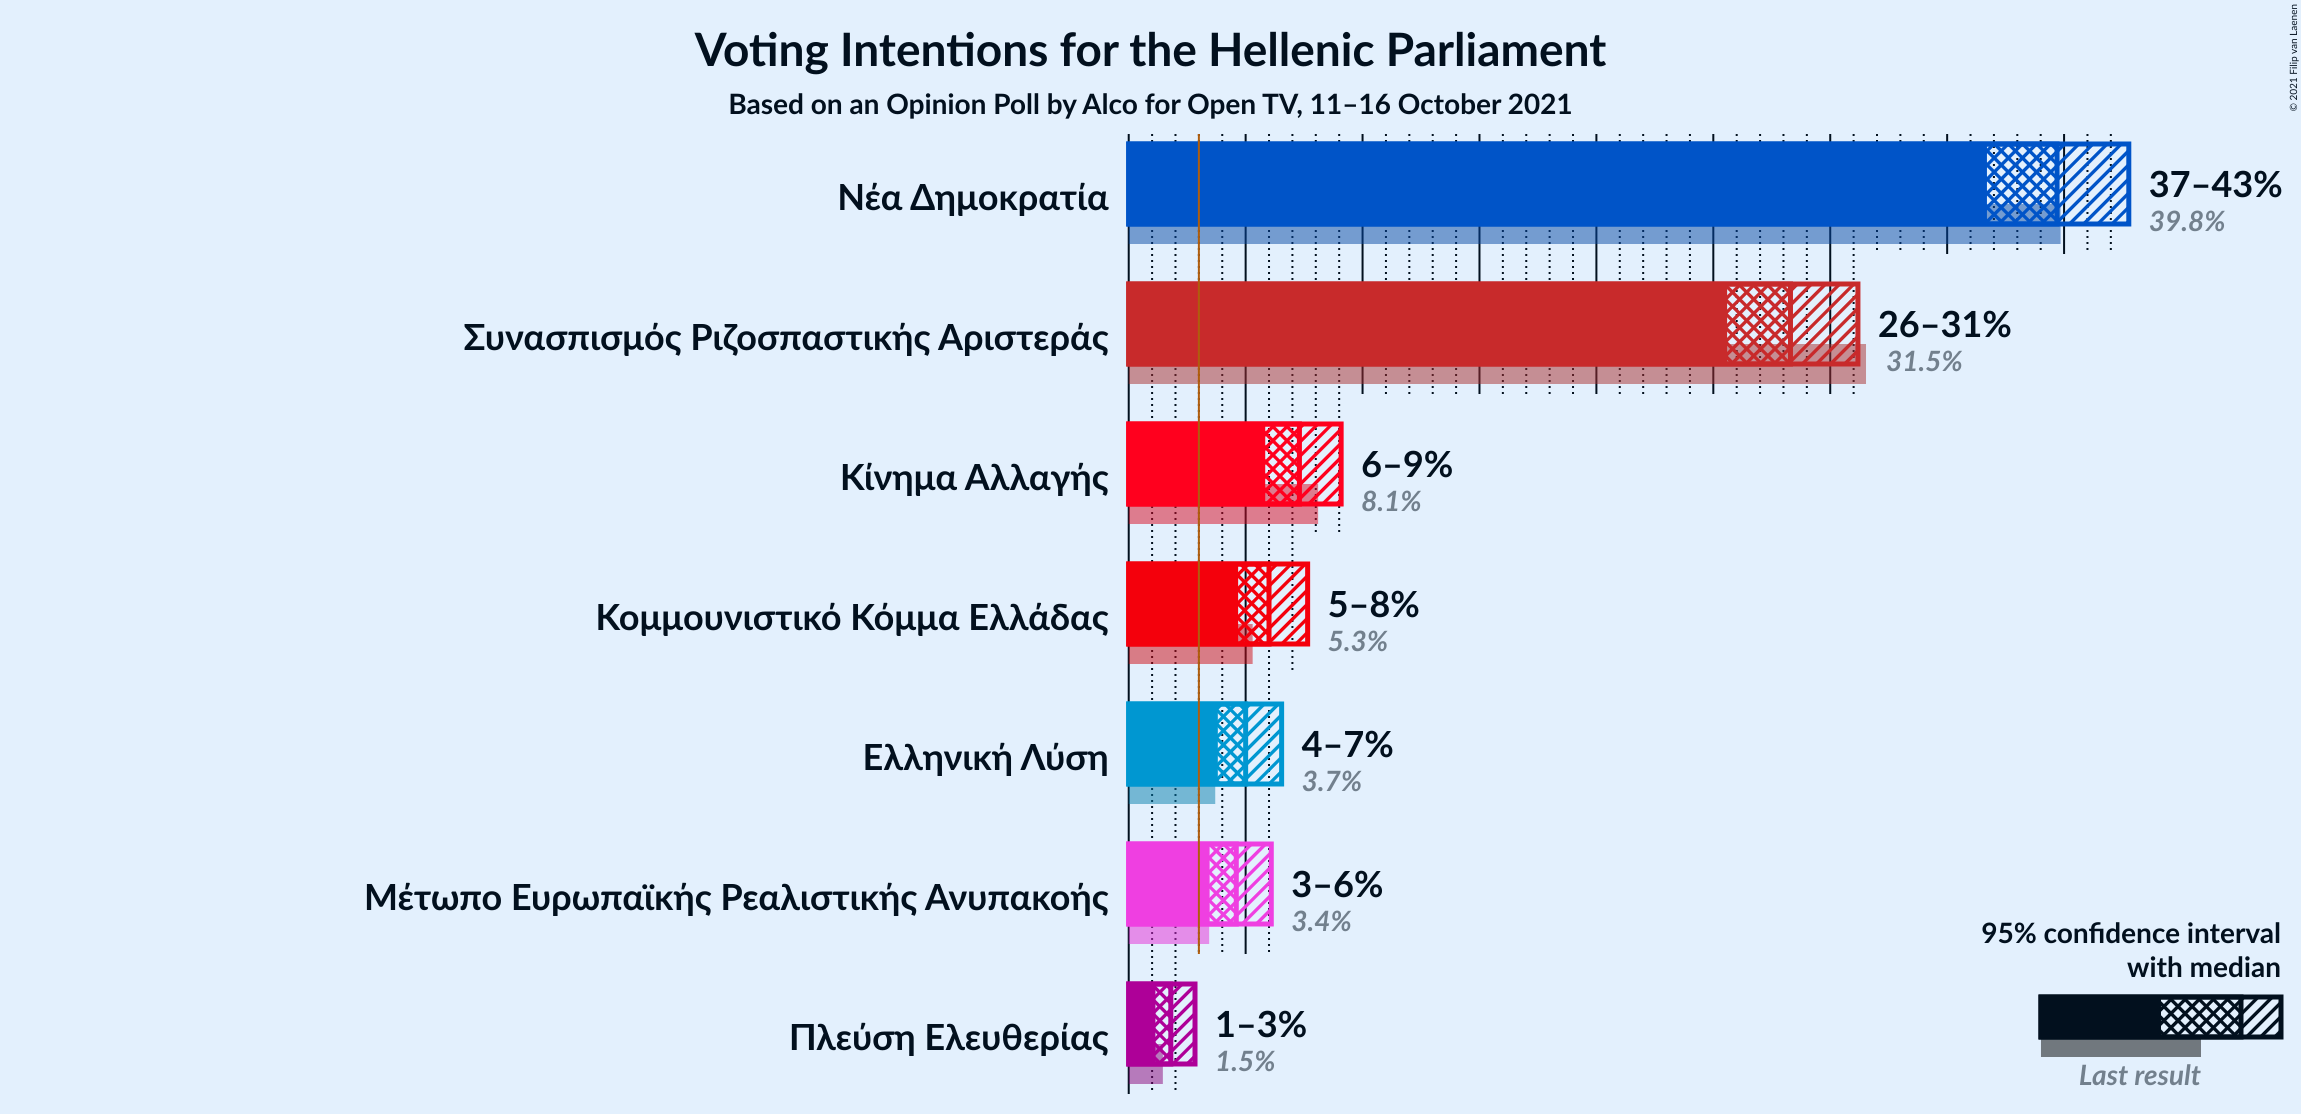 Voting Intentions for the Hellenic Parliament
Based on an Opinion Poll by Alco for Open TV, 11–16 October 2021
© 2021 Filip van Laenen
Νέα Δημοκρατία
37–43%
39.8%
Συνασπισμός Ριζοσπαστικής Αριστεράς
26–31%
31.5%
Κίνημα Αλλαγής
6–9%
8.1%
Κομμουνιστικό Κόμμα Ελλάδας
5–8%
5.3%
Ελληνική Λύση
4–7%
3.7%
Μέτωπο Ευρωπαϊκής Ρεαλιστικής Ανυπακοής
3–6%
3.4%
Πλεύση Ελευθερίας
1–3%
1.5%
95% confidence interval
with median
Last result